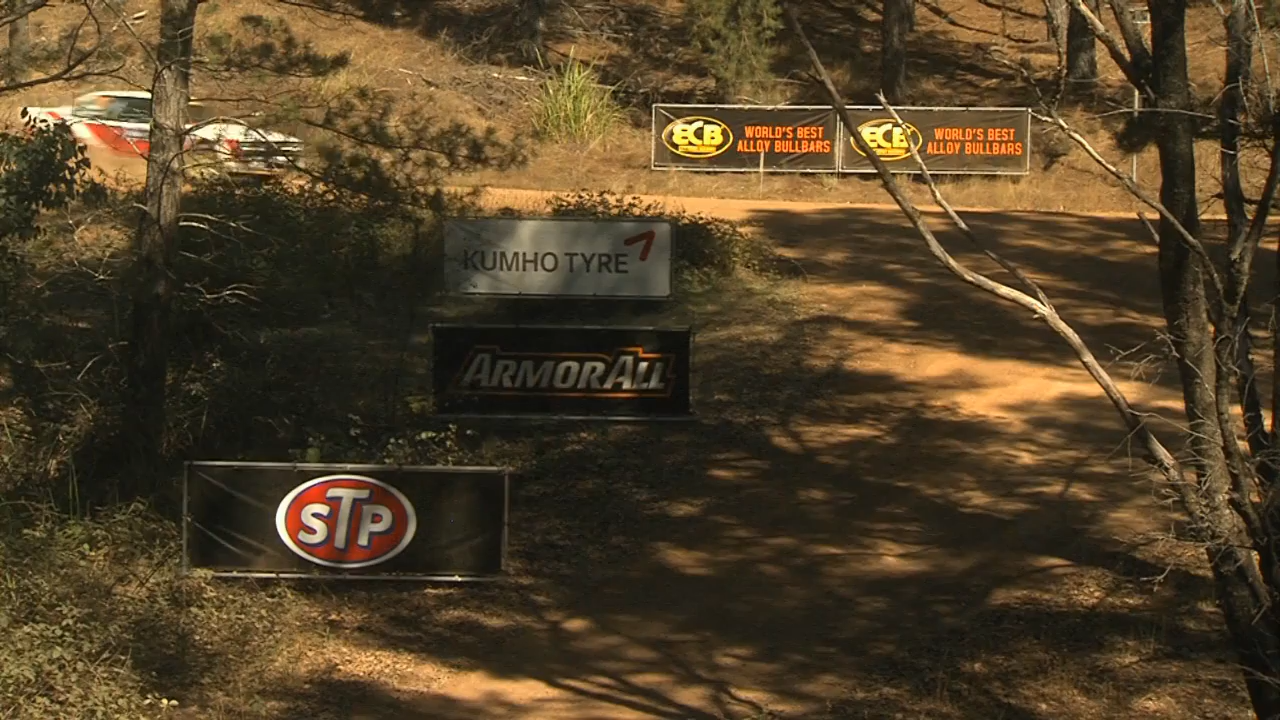 ECB
WORLD'S BEST
ALLOY BULLBARS
ECB
WORLD'S BEST
ALLOY BULLBARS
KUMHO TYRE
ARMORALL
STP